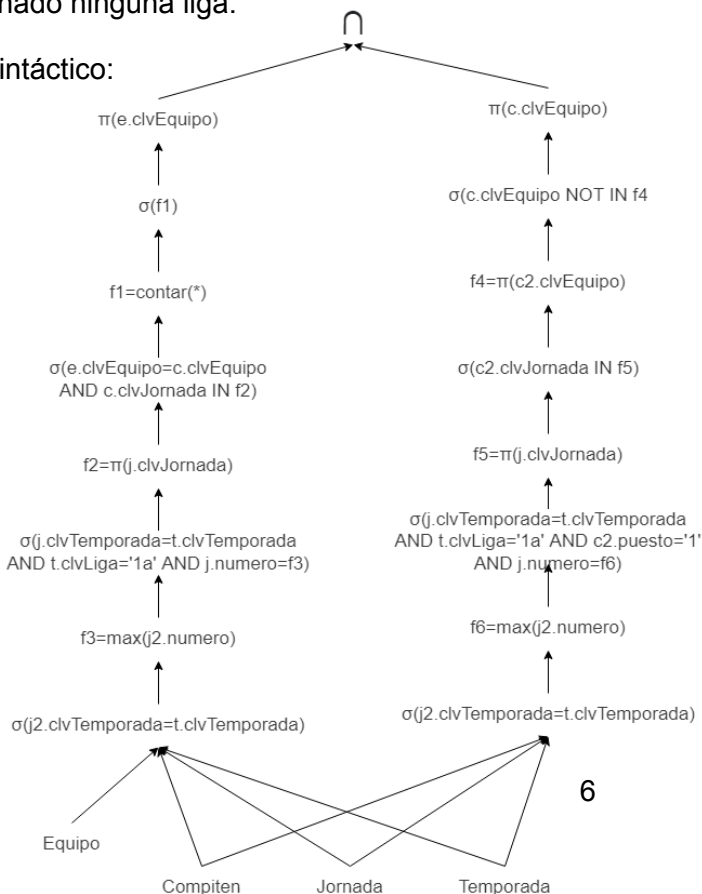 nado ninguna liga.
∩
intáctico:
π(e.clvEquipo)
π(c.clvEquipo)
σ(f1)
σ(c.clvEquipo NOT IN f4
f1=contar(*)
f4=π(c2.clvEquipo)
σ(e.clvEquipo=c.clvEquipo
AND c.clvJornada IN f2)
σ(c2.clvJornada IN f5)
f2=π(j.clvJornada)
f5=π(j.clvJornada)
σ(j.clvTemporada=t.clvTemporada
AND t.clvLiga='1a' AND j.numero=f3)
σ(j.clvTemporada=t.clvTemporada
AND t.clvLiga='1a' AND c2.puesto='1'
AND j.numero=f6)
f3=max(j2.numero)
f6=max(j2.numero)
σ(j2.clvTemporada=t.clvTemporada)
σ(j2.clvTemporada=t.clvTemporada)
6
Equipo
Compiten
Jornada
Temporada